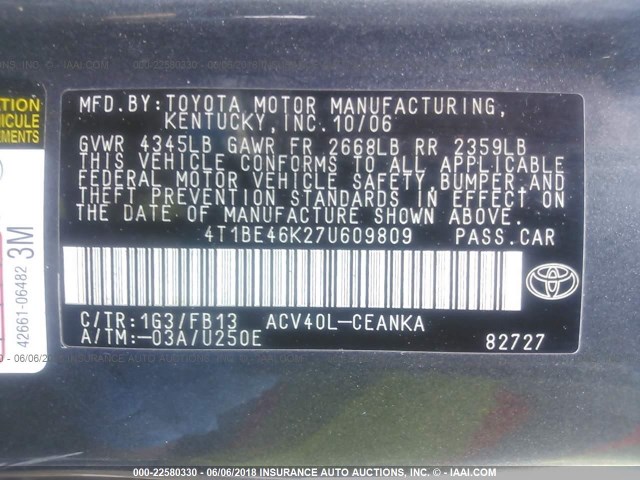 MFD.BY:TOYOTA MOTOR MANUFACTURING,
KENTUCKY,INC. 10/06
GVWR 4345LB GAWR FR 2668LB RR 2359LB
THIS VEHICLE CONFORMS TO ALL APPLICABLE
FEDERAL MOTOR VEHICLE SAFETY,BUMPER,AND
THEFT PREVENTION STANDARDS IN EFFECT ON
THE DATE OF MANUFACTURE SHOWN ABOVE.
4T1BE46K27U609809 PASS.CAR
TOYOTA
C/TR:1G3/FB13 ACV40L-CEANKA
A/TM:-03A/U250E 82727
VEHICLE
42661-06482 3M
000-22580330 - 06/06/2018 INSURANCE AUTO AUCTIONS, INC. - © IAAI.COM